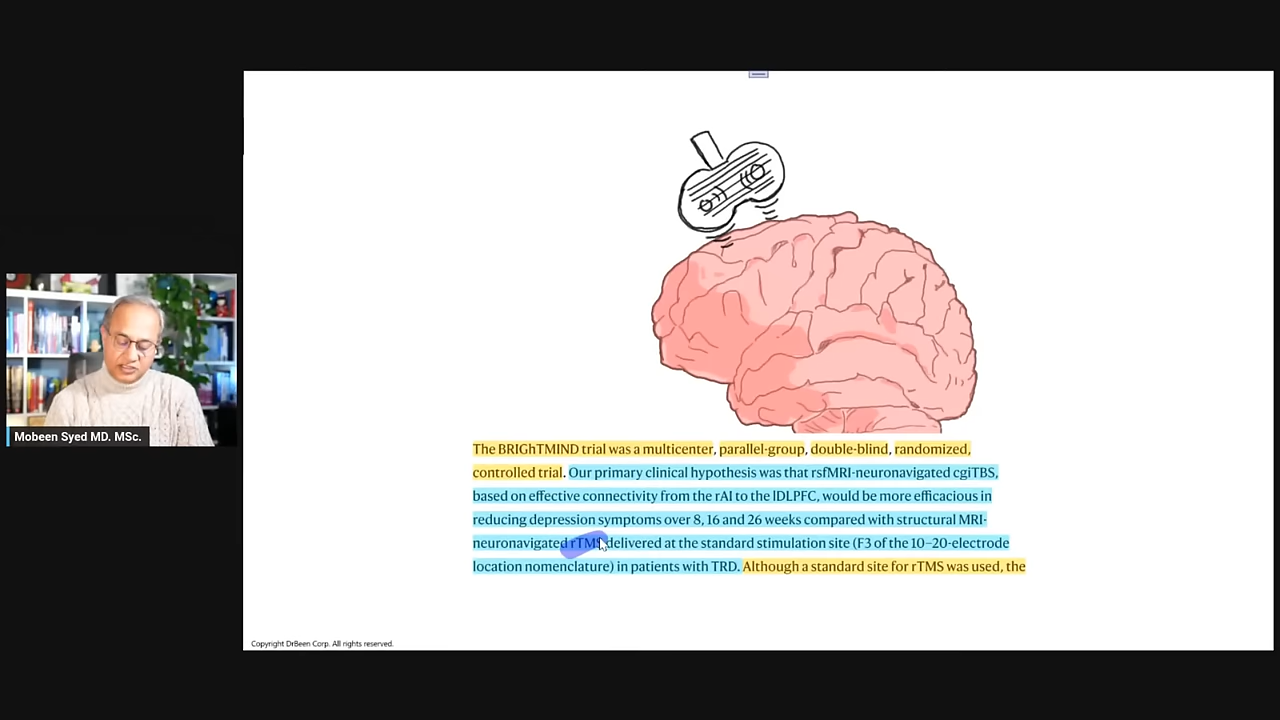 Mobeen Syed MD. MSc.
The BRIGhTMIND trial was a multicenter, parallel-group, double-blind, randomized,
controlled trial. Our primary clinical hypothesis was that rsfMRI-neuronavigated cgiTBS,
based on effective connectivity from the rAI to the lDLPFC, would be more efficacious in
reducing depression symptoms over 8, 16 and 26 weeks compared with structural MRI-
neuronavigated rTMS delivered at the standard stimulation site (F3 of the 10–20-electrode
location nomenclature) in patients with TRD. Although a standard site for rTMS was used, the
Copyright DrBeen Corp. All rights reserved.